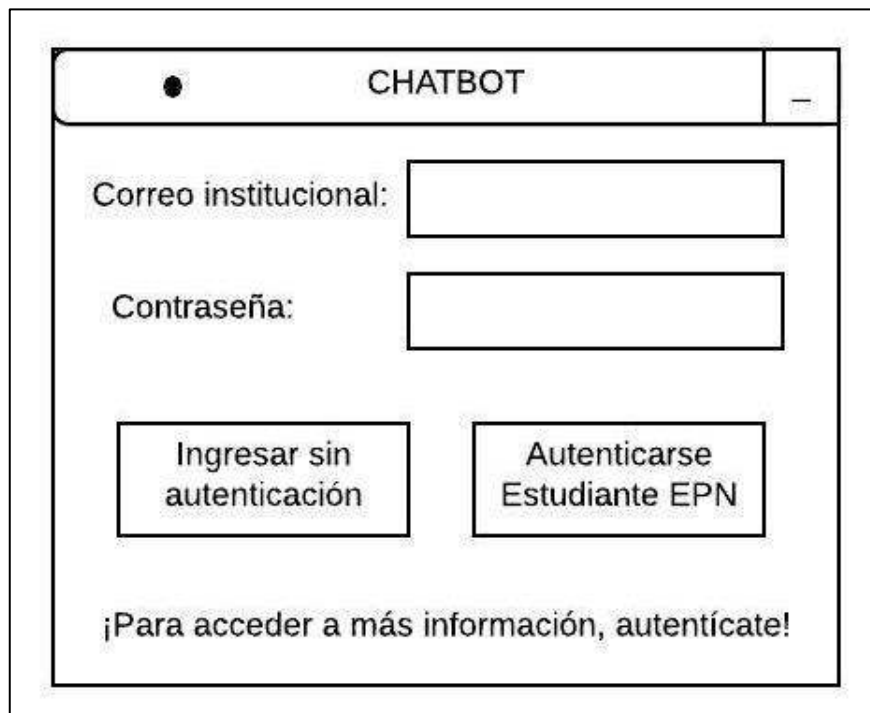 CHATBOT
_
Correo institucional:
Contraseña:
Ingresar sin
autenticación
Autenticarse
Estudiante EPN
¡Para acceder a más información, autentícate!